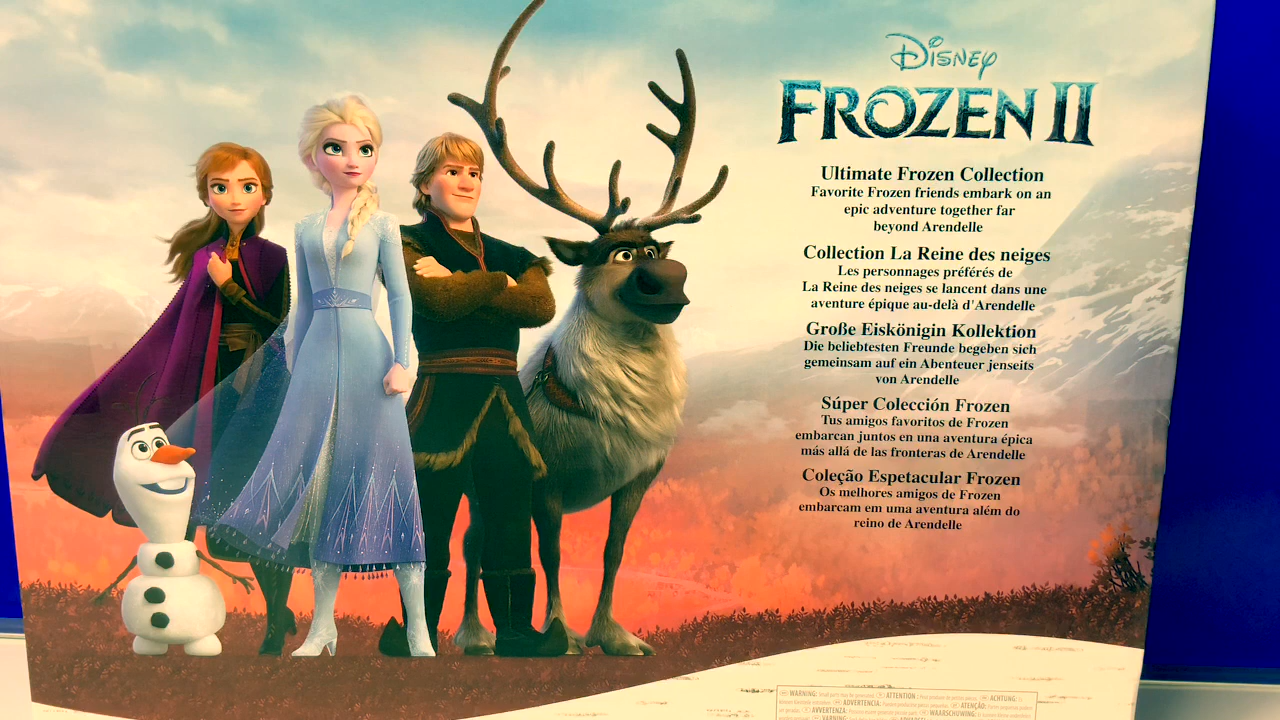 Disney
FROZEN II
Ultimate Frozen Collection
Favorite Frozen friends embark on an
epic adventure together far
beyond Arendelle
Collection La Reine des neiges
Les personnages préférés de
La Reine des neiges se lancent dans une
aventure épique au-delà d'Arendelle
Große Eiskönigin Kollektion
Die beliebtesten Freunde begeben sich
gemeinsam auf ein Abenteuer jenseits
von Arendelle
Súper Colección Frozen
Tus amigos favoritos de Frozen
embarcan juntos en una aventura épica
más allá de las fronteras de Arendelle
Coleção Espetacular Frozen
Os melhores amigos de Frozen
embarcam em uma aventura além do
reino de Arendelle
WARNING: ATTENTION: ACHTUNG:
ADVERTENCIA: ATENÇÃO:
AVVERTENZA: WAARSCHUWING: